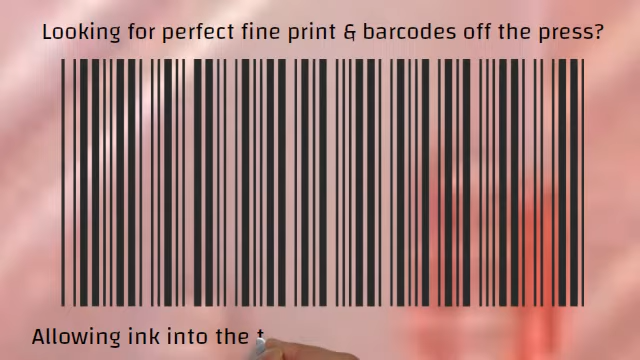 Looking for perfect fine print & barcodes off the press?
Allowing ink into the t